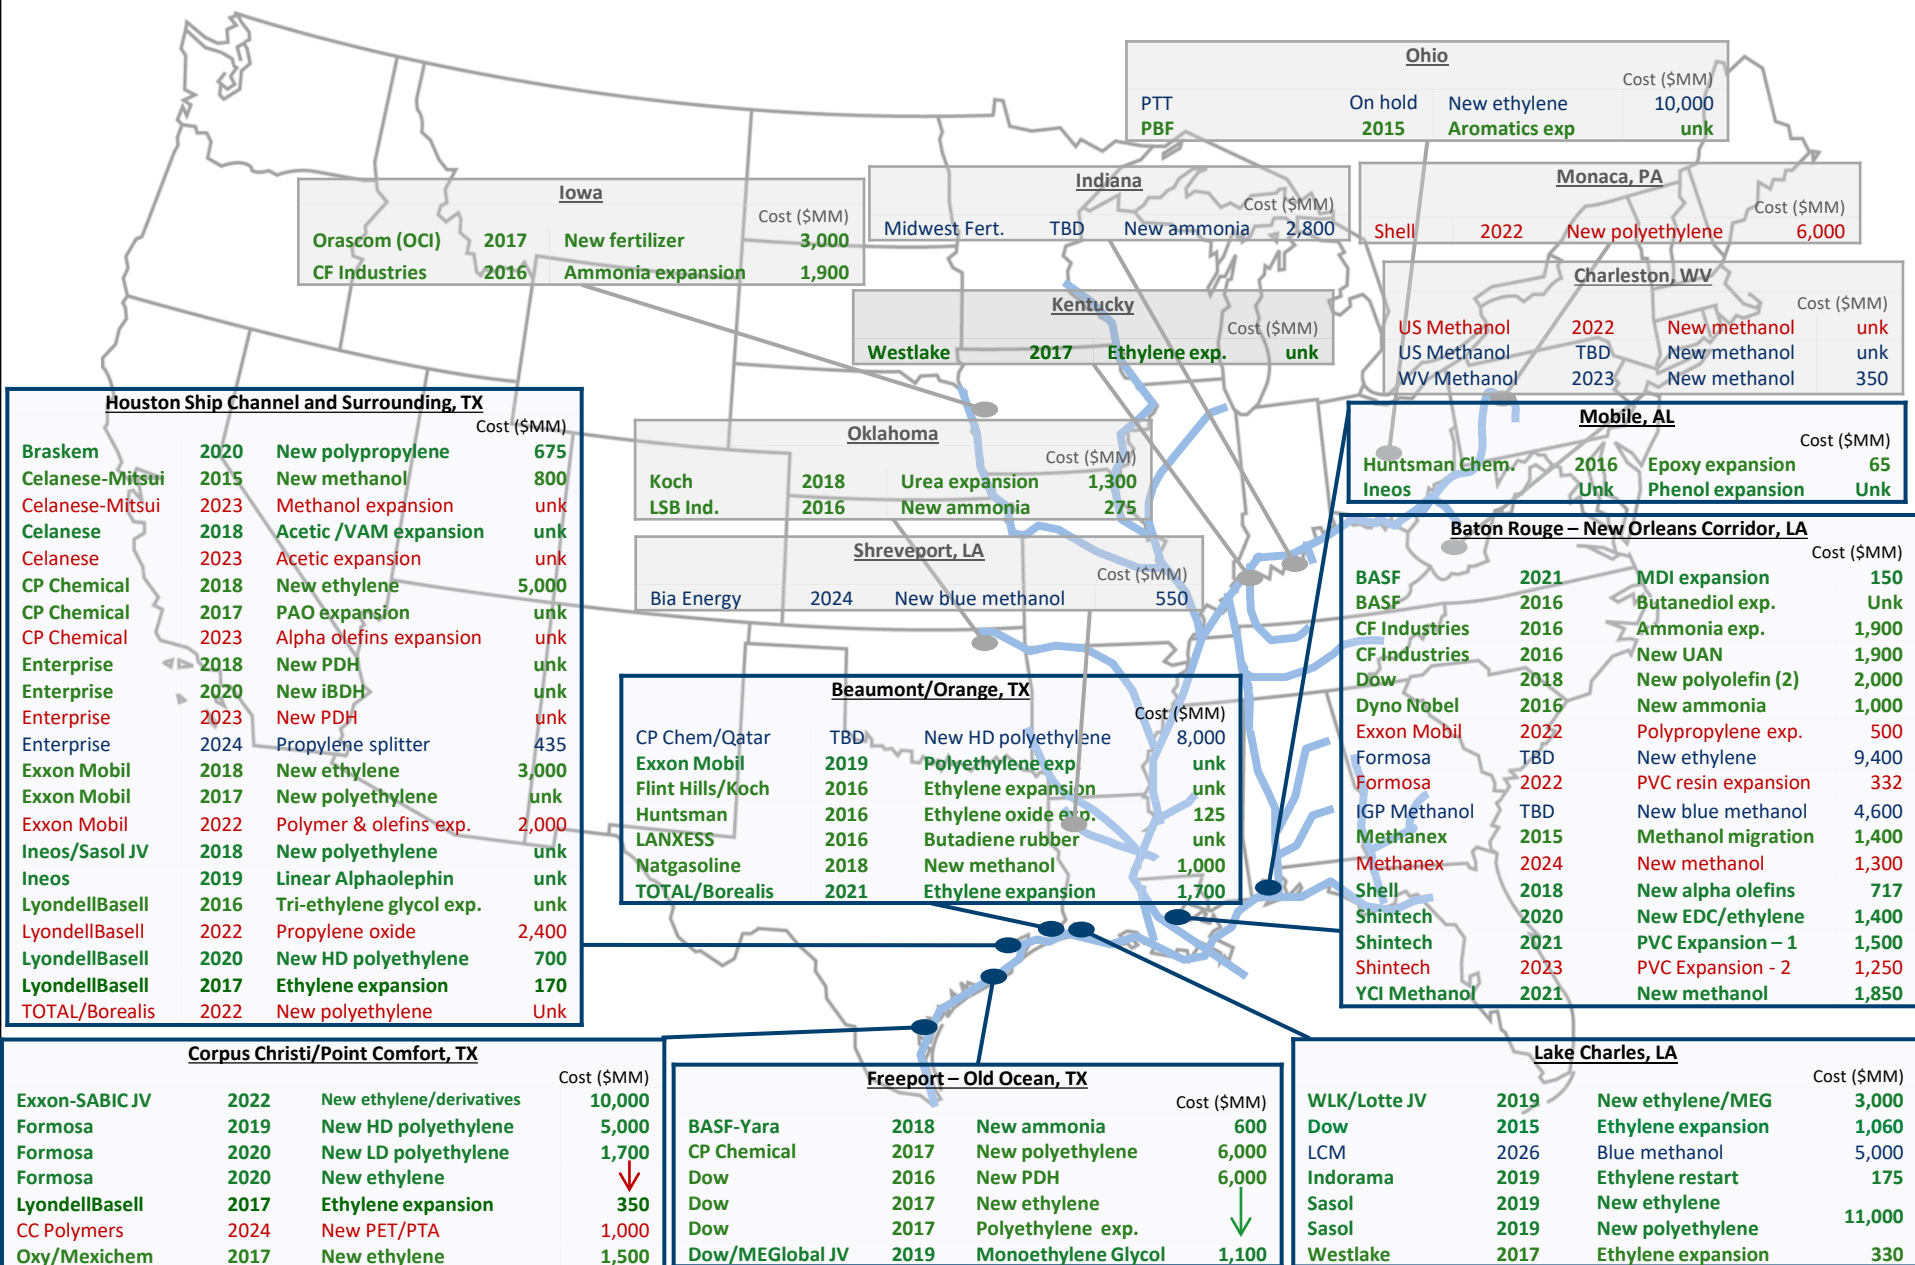 Ohio
Cost ($MM)
PTT On hold New ethylene 10,000
PBF 2015 Aromatics exp unk
Iowa
Cost ($MM)
Orascom (OCI) 2017 New fertilizer 3,000
CF Industries 2016 Ammonia expansion 1,900
Indiana
Cost ($MM)
Midwest Fert. TBD New ammonia 2,800
Monaca, PA
Cost ($MM)
Shell 2022 New polyethylene 6,000
Kentucky
Cost ($MM)
Westlake 2017 Ethylene exp. unk
Charleston, WV
Cost ($MM)
US Methanol 2022 New methanol unk
US Methanol TBD New methanol unk
WV Methanol 2023 New methanol 350
Houston Ship Channel and Surrounding, TX
Cost ($MM)
Braskem 2020 New polypropylene 675
Celanese-Mitsui 2015 New methanol 800
Celanese-Mitsui 2023 Methanol expansion unk
Celanese 2018 Acetic /VAM expansion unk
Celanese 2023 Acetic expansion unk
CP Chemical 2018 New ethylene 5,000
CP Chemical 2017 PAO expansion unk
CP Chemical 2023 Alpha olefins expansion unk
Enterprise 2018 New PDH unk
Enterprise 2020 New iBDH unk
Enterprise 2023 New PDH unk
Enterprise 2024 Propylene splitter 435
Exxon Mobil 2018 New ethylene 3,000
Exxon Mobil 2017 New polyethylene unk
Exxon Mobil 2022 Polymer & olefins exp. 2,000
Ineos/Sasol JV 2018 New polyethylene unk
Ineos 2019 Linear Alphaolephin unk
LyondellBasell 2016 Tri-ethylene glycol exp. unk
LyondellBasell 2022 Propylene oxide 2,400
LyondellBasell 2020 New HD polyethylene 700
LyondellBasell 2017 Ethylene expansion 170
TOTAL/Borealis 2022 New polyethylene Unk
Oklahoma
Cost ($MM)
Koch 2018 Urea expansion 1,300
LSB Ind. 2016 New ammonia 275
Shreveport, LA
Cost ($MM)
Bia Energy 2024 New blue methanol 550
Mobile, AL
Cost ($MM)
Huntsman Chem. 2016 Epoxy expansion 65
Ineos Unk Phenol expansion Unk
Beaumont/Orange, TX
Cost ($MM)
CP Chem/Qatar TBD New HD polyethylene 8,000
Exxon Mobil 2019 Polyethylene exp. unk
Flint Hills/Koch 2016 Ethylene expansion unk
Huntsman 2016 Ethylene oxide exp. 125
LANXESS 2016 Butadiene rubber unk
Natgasoline 2018 New methanol 1,000
TOTAL/Borealis 2021 Ethylene expansion 1,700
Baton Rouge – New Orleans Corridor, LA
Cost ($MM)
BASF 2021 MDI expansion 150
BASF 2016 Butanediol exp. Unk
CF Industries 2016 Ammonia exp. 1,900
CF Industries 2016 New UAN 1,900
Dow 2018 New polyolefin (2) 2,000
Dyno Nobel 2016 New ammonia 1,000
Exxon Mobil 2022 Polypropylene exp. 500
Formosa TBD New ethylene 9,400
Formosa 2022 PVC resin expansion 332
IGP Methanol TBD New blue methanol 4,600
Methanex 2015 Methanol migration 1,400
Methanex 2024 New methanol 1,300
Shell 2018 New alpha olefins 717
Shintech 2020 New EDC/ethylene 1,400
Shintech 2021 PVC Expansion – 1 1,500
Shintech 2023 PVC Expansion - 2 1,250
YCI Methanol 2021 New methanol 1,850
Corpus Christi/Point Comfort, TX
Cost ($MM)
Exxon-SABIC JV 2022 New ethylene/derivatives 10,000
Formosa 2019 New HD polyethylene 5,000
Formosa 2020 New LD polyethylene 1,700
Formosa 2020 New ethylene
LyondellBasell 2017 Ethylene expansion 350
CC Polymers 2024 New PET/PTA 1,000
Oxy/Mexichem 2017 New ethylene 1,500
Freeport – Old Ocean, TX
Cost ($MM)
BASF-Yara 2018 New ammonia 600
CP Chemical 2017 New polyethylene 6,000
Dow 2016 New PDH 6,000
Dow 2017 New ethylene
Dow 2017 Polyethylene exp.
Dow/MEGlobal JV 2019 Monoethylene Glycol 1,100
Lake Charles, LA
Cost ($MM)
WLK/Lotte JV 2019 New ethylene/MEG 3,000
Dow 2015 Ethylene expansion 1,060
LCM 2026 Blue methanol 5,000
Indorama 2019 Ethylene restart 175
Sasol 2019 New ethylene
11,000
Sasol 2019 New polyethylene
Westlake 2017 Ethylene expansion 330